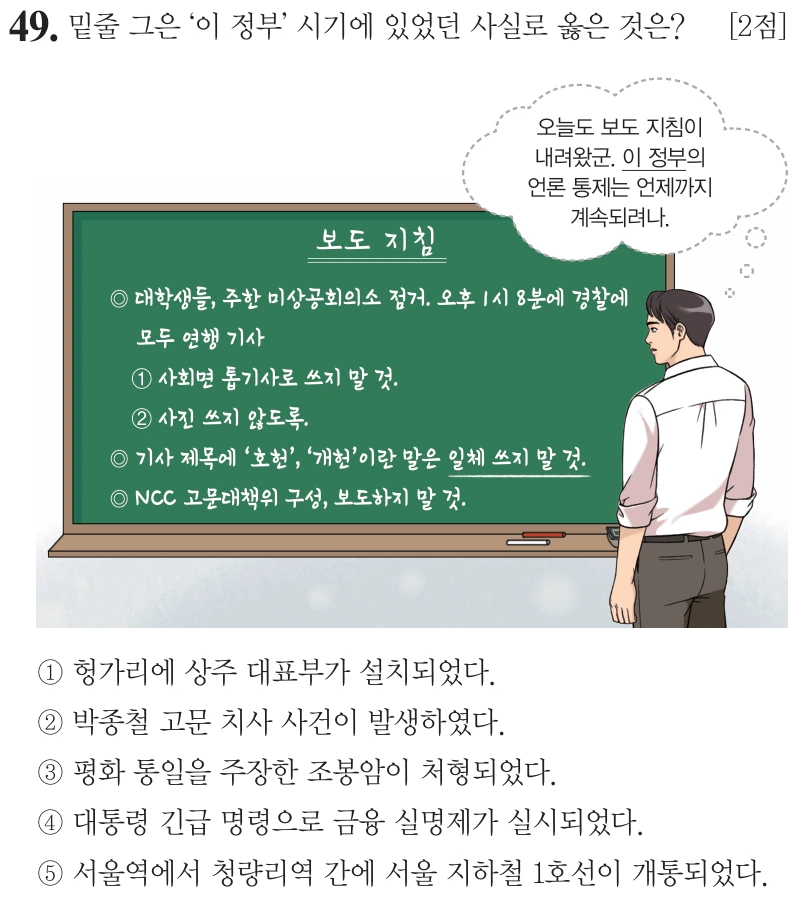 49. 밑줄 그은 ‘이 정부’ 시기에 있었던 사실로 옳은 것은? [2점]
오늘도 보도 지침이
내려왔군. 이 정부의
언론 통제는 언제까지
계속되려나.
보도 지침
◎ 대학생들, 주한 미상공회의소 점거. 오후 1시 8분에 경찰에
모두 연행 기사
① 사회면 톱기사로 쓰지 말 것.
② 사진 쓰지 않도록.
◎ 기사 제목에 ‘호헌’, ‘개헌’이란 말은 일체 쓰지 말 것.
◎ NCC 고문대책위 구성, 보도하지 말 것.
① 헝가리에 상주 대표부가 설치되었다.
② 박종철 고문 치사 사건이 발생하였다.
③ 평화 통일을 주장한 조봉암이 처형되었다.
④ 대통령 긴급 명령으로 금융 실명제가 실시되었다.
⑤ 서울역에서 청량리역 간에 서울 지하철 1호선이 개통되었다.